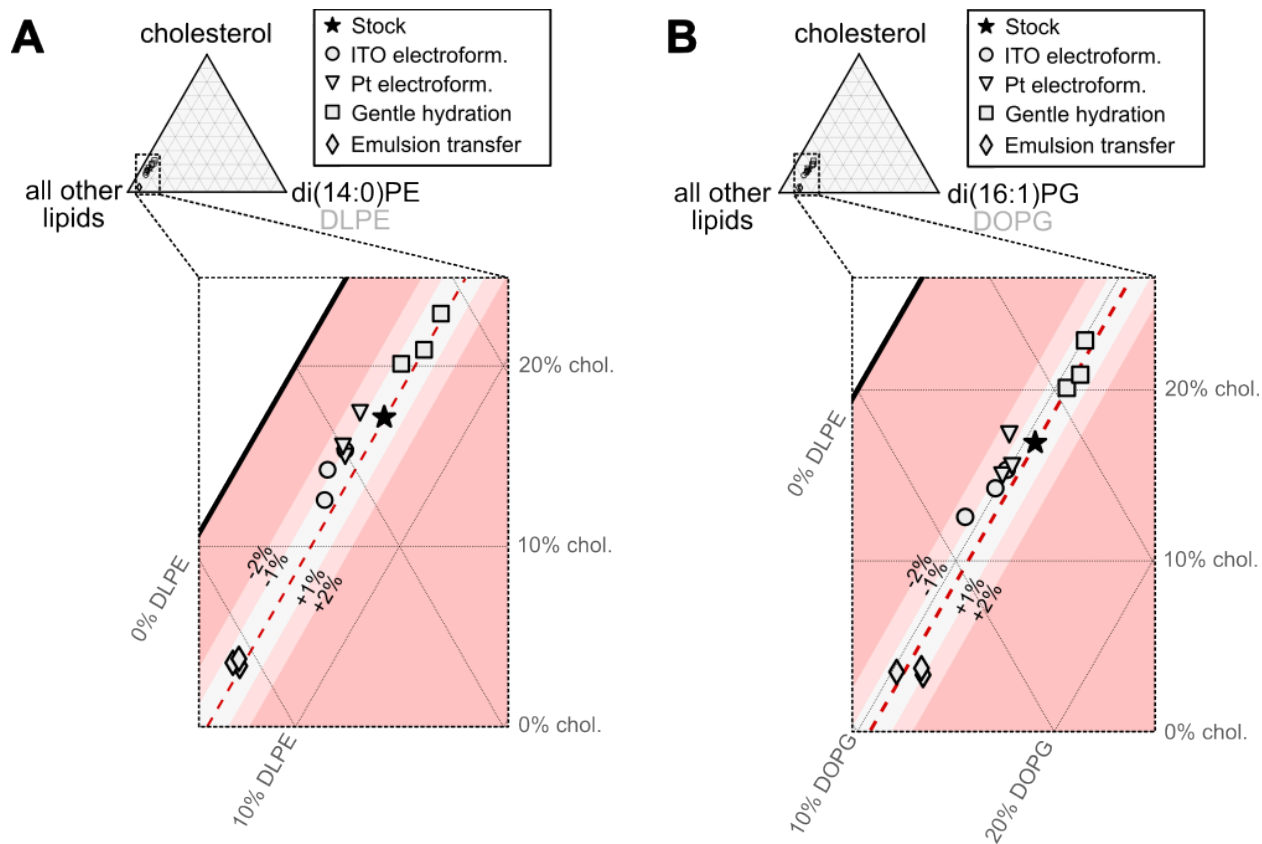 A
cholesterol
all other
lipids
di(14:0)PE
DLPE
Stock
ITO electroform.
Pt electroform.
Gentle hydration
Emulsion transfer
20% chol.
10% chol.
0% chol.
-2%
-1%
+1%
+2%
0% DLPE
10% DLPE
B
cholesterol
all other
lipids
di(16:1)PG
DOPG
Stock
ITO electroform.
Pt electroform.
Gentle hydration
Emulsion transfer
20% chol.
10% chol.
0% chol.
-2%
-1%
+1%
+2%
0% DLPE
10% DOPG
20% DOPG